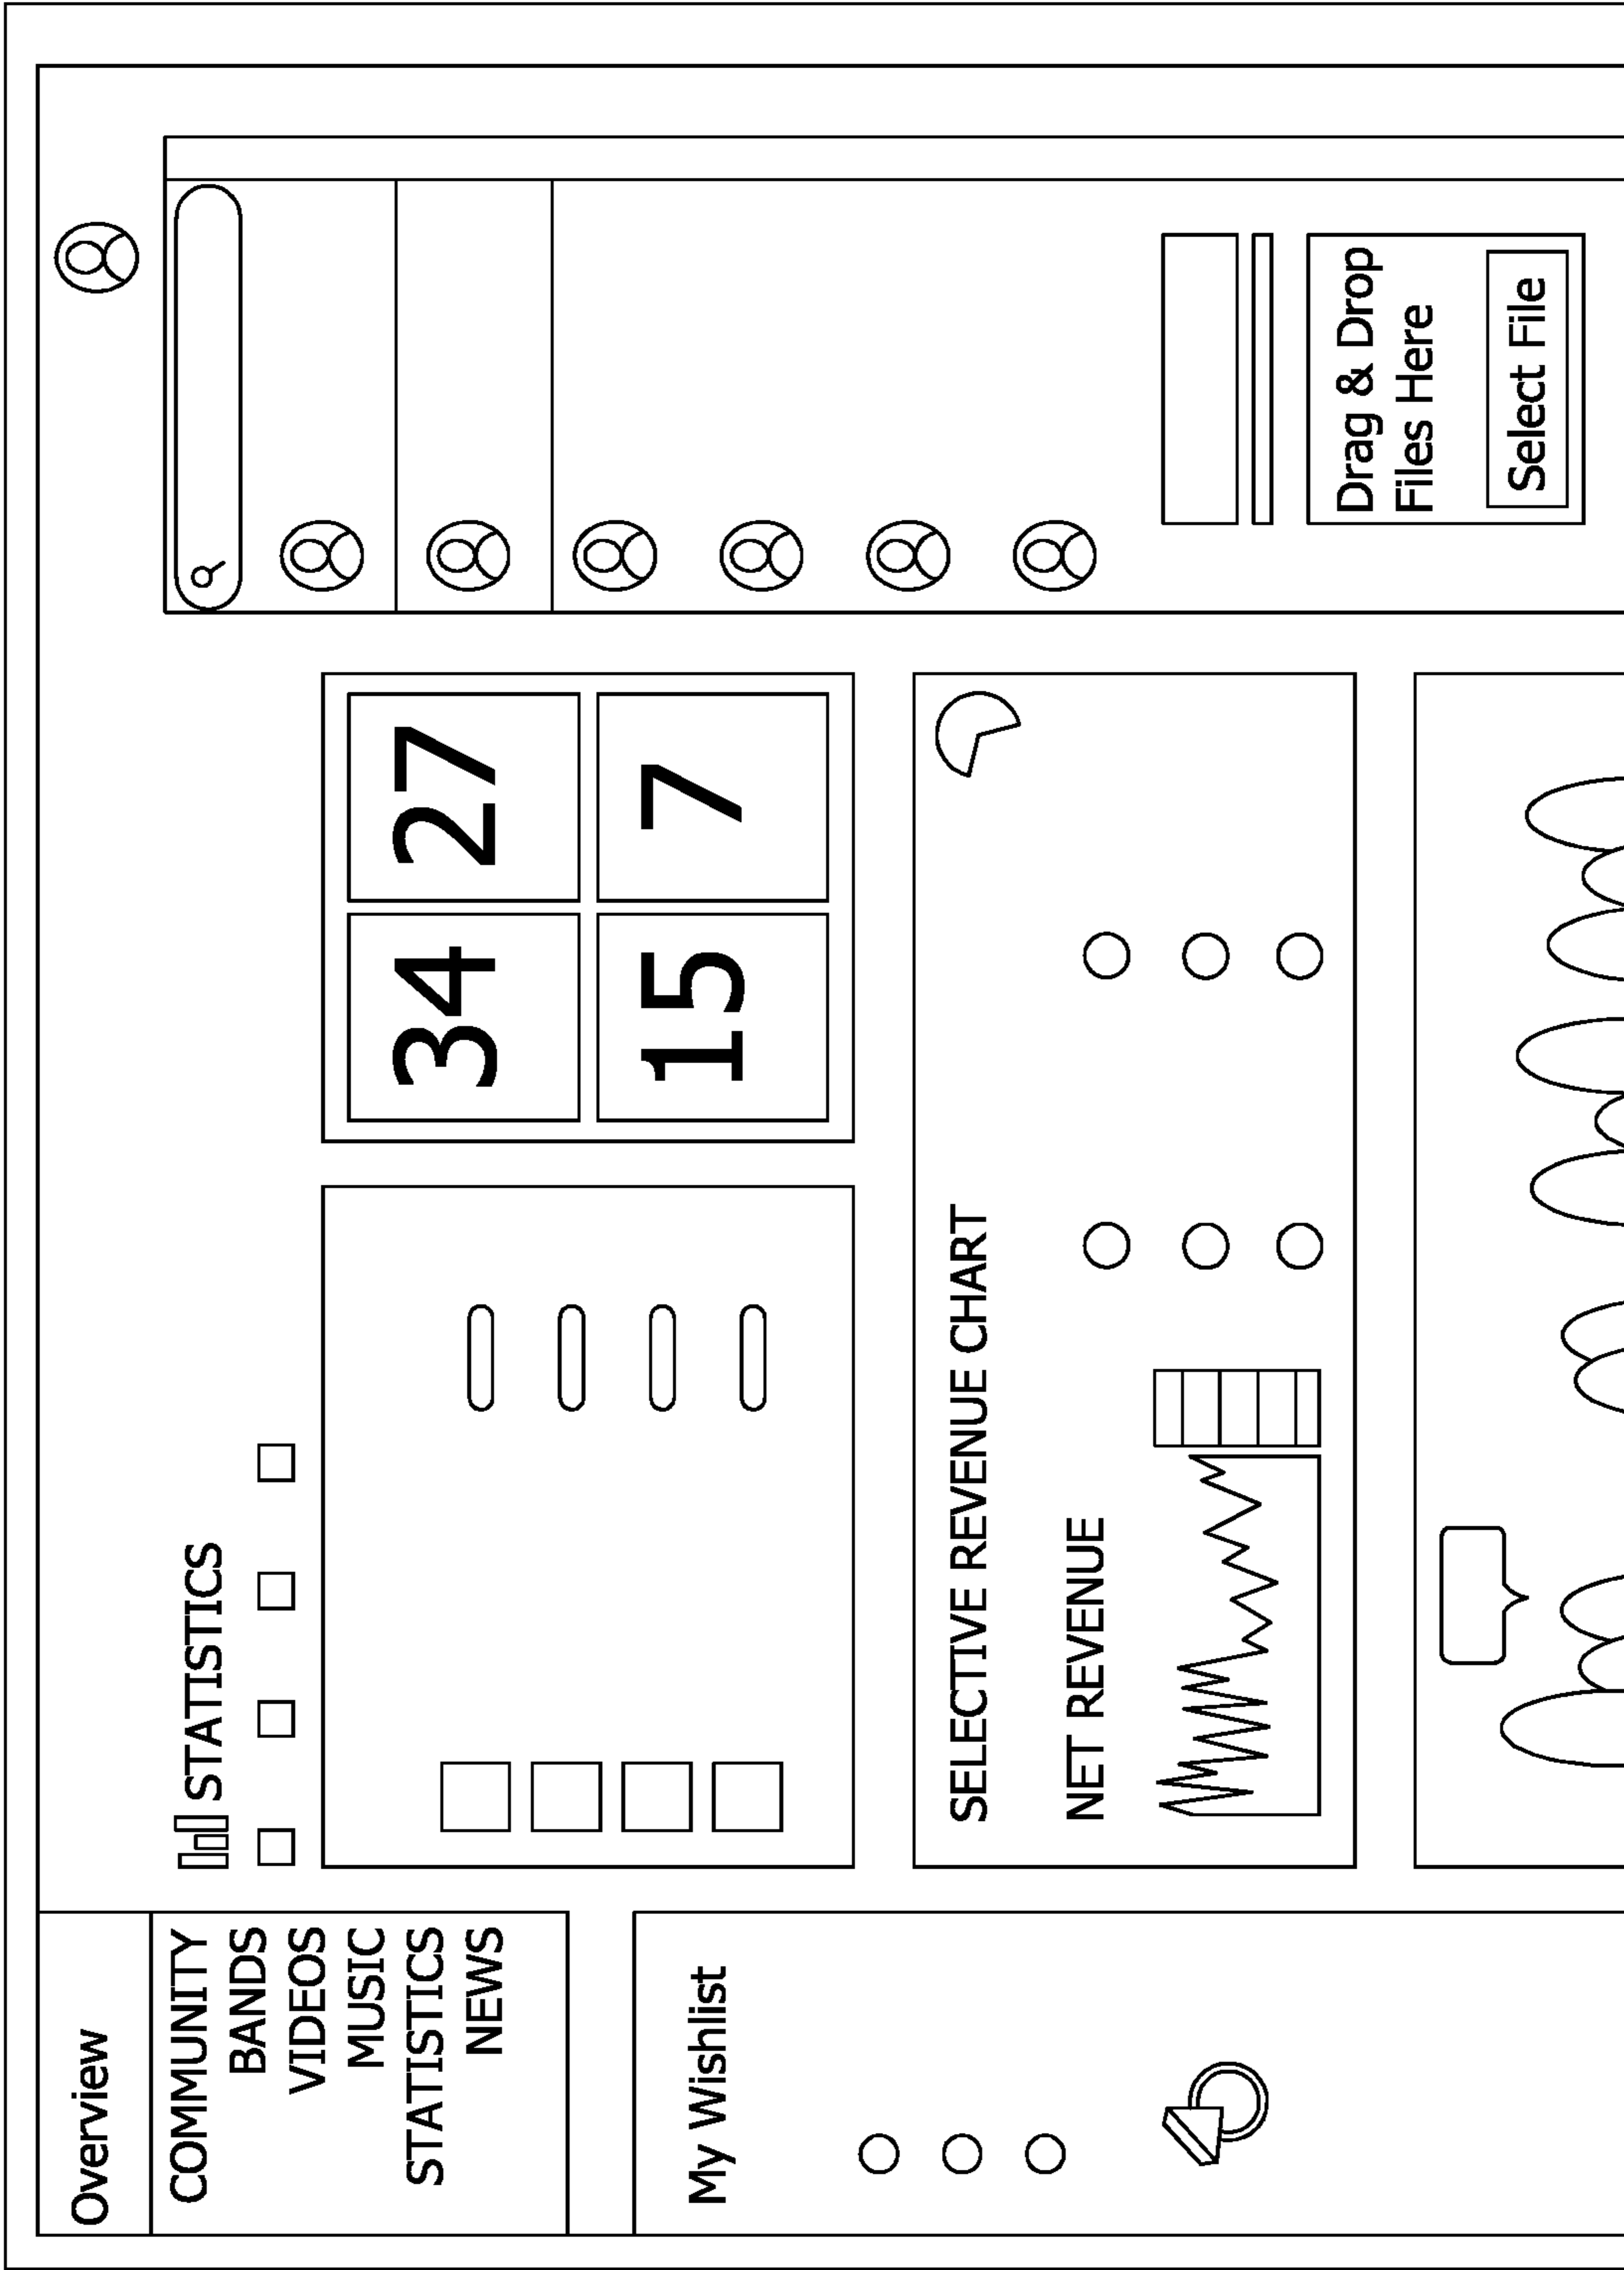 Overview
COMMUNITY
BANDS
VIDEOS
MUSIC
STATISTICS
NEWS
My Wishlist
STATISTICS
34
27
15
7
SELECTIVE REVENUE CHART
NET REVENUE
Drag & Drop
Files Here
Select File